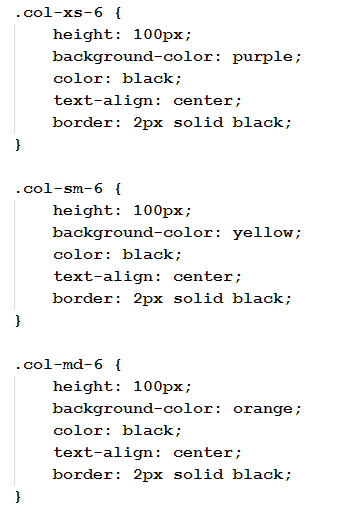 .col-xs-6 {
    height: 100px;
    background-color: purple;
    color: black;
    text-align: center;
    border: 2px solid black;
}
.col-sm-6 {
    height: 100px;
    background-color: yellow;
    color: black;
    text-align: center;
    border: 2px solid black;
}
.col-md-6 {
    height: 100px;
    background-color: orange;
    color: black;
    text-align: center;
    border: 2px solid black;
}